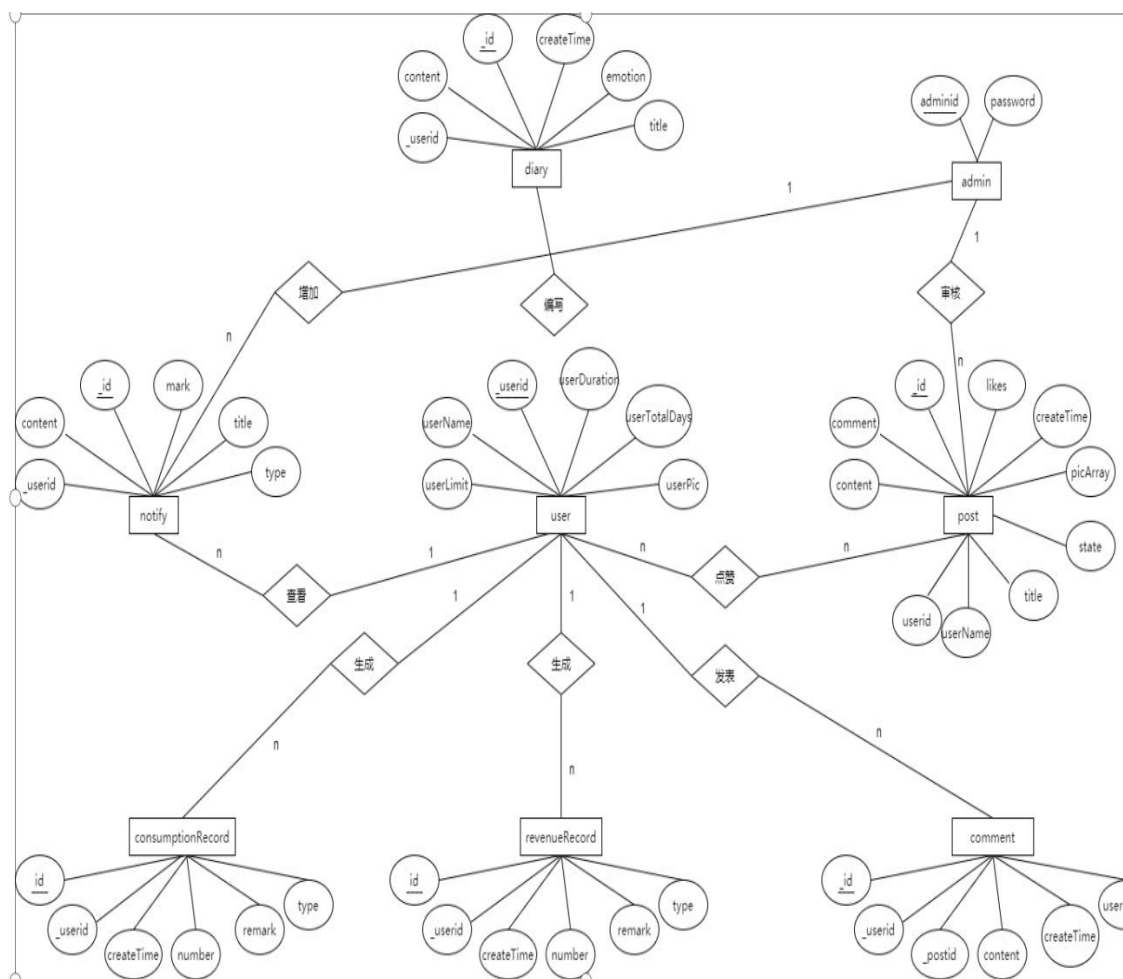 _id
createTime
content
emotion
_userid
title
diary
adminid
password
admin
1
1
增加
编写
审核
n
n
_id
mark
content
title
_userid
type
notify
_userid
userDuration
userName
userTotalDays
userLimit
userPic
user
_id
likes
comment
createTime
content
picArray
post
state
title
userid
userName
n
查看
1
n
点赞
n
1
1
1
生成
生成
发表
n
n
n
consumptionRecord
revenueRecord
comment
id
_userid
createTime
number
remark
type
id
_userid
createTime
number
remark
type
_id
_userid
_postid
content
createTime